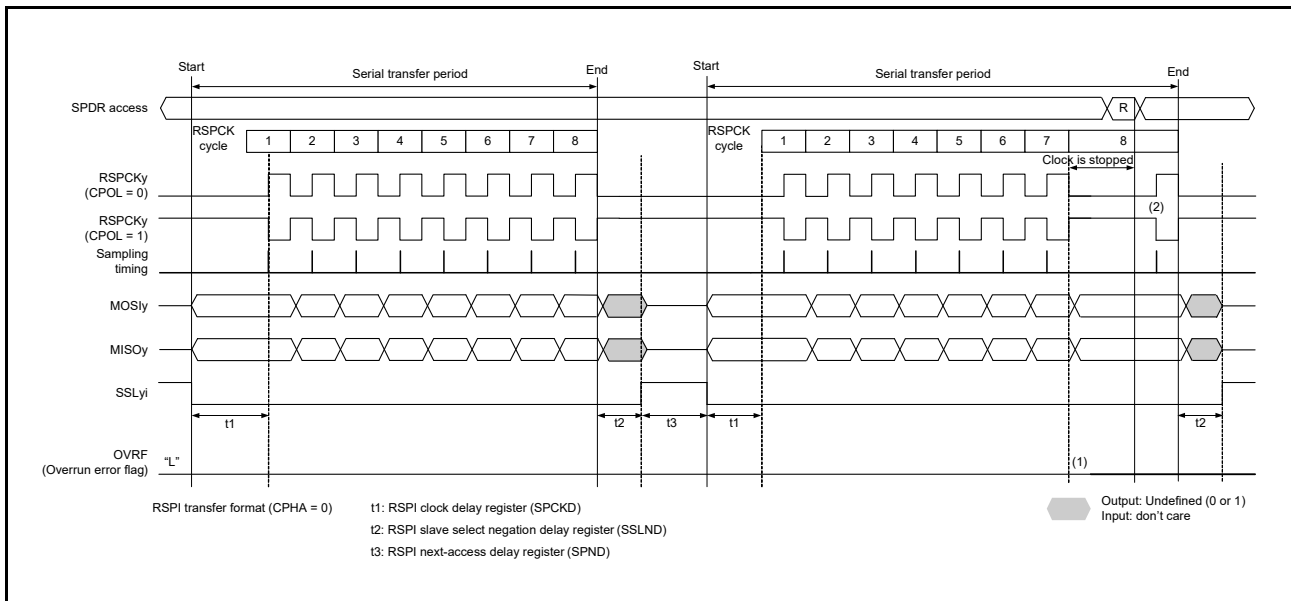 Start Serial transfer period End Start Serial transfer period End
SPDR access R
RSPCK cycle 1 2 3 4 5 6 7 8 RSPCK cycle 1 2 3 4 5 6 7 8
Clock is stopped
RSPCKy
(CPOL = 0)
RSPCKy
(CPOL = 1)
(2)
Sampling
timing
MOSIy
MISOy
SSLyi
t1 t2 t3 t1 t2
OVRF
(Overrun error flag)
"L" (1)
RSPI transfer format (CPHA = 0)
t1: RSPI clock delay register (SPCKD)
t2: RSPI slave select negation delay register (SSLND)
t3: RSPI next-access delay register (SPND)
Output: Undefined (0 or 1)
Input: don't care